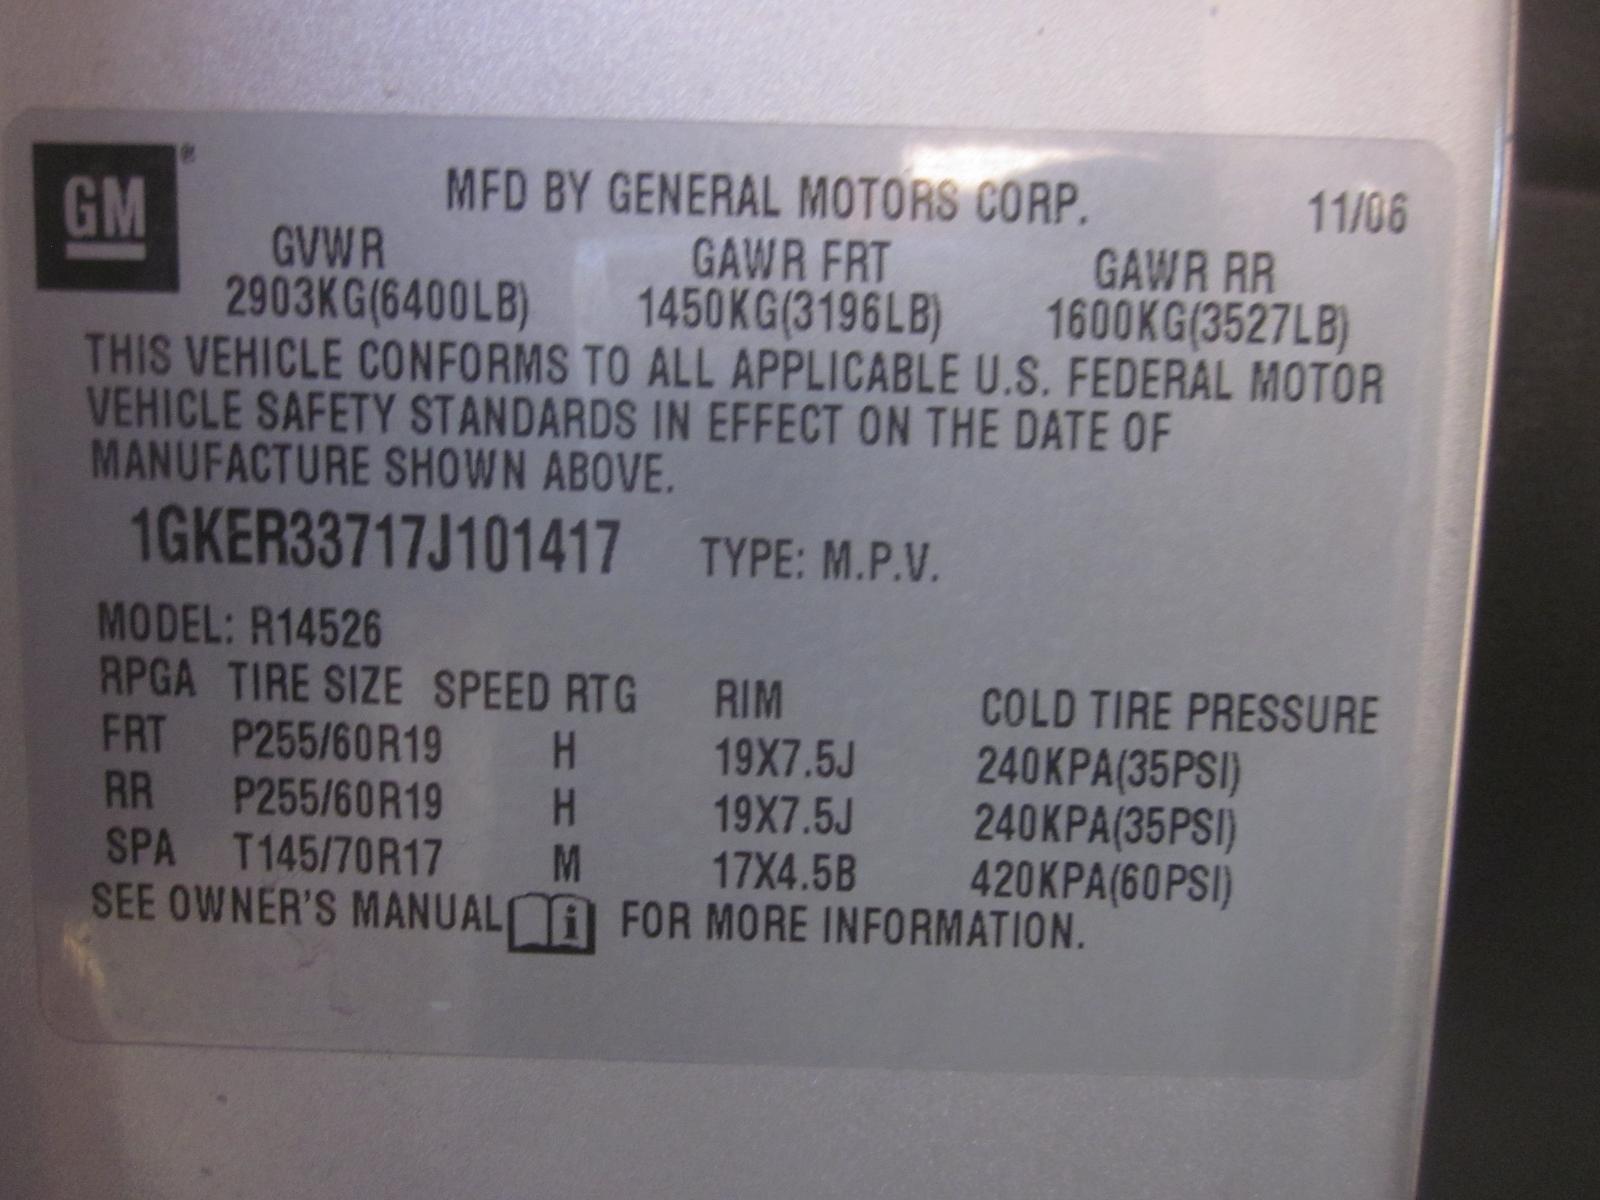 GM®
MFD BY GENERAL MOTORS CORP. 11/06
GVWR GAWR FRT GAWR RR
2903KG(6400LB) 1450KG(3196LB) 1600KG(3527LB)
THIS VEHICLE CONFORMS TO ALL APPLICABLE U.S. FEDERAL MOTOR
VEHICLE SAFETY STANDARDS IN EFFECT ON THE DATE OF
MANUFACTURE SHOWN ABOVE.
1GKER33717J101417 TYPE: M.P.V.
MODEL: R14526
RPGA TIRE SIZE SPEED RTG RIM COLD TIRE PRESSURE
FRT P255/60R19 H 19X7.5J 240KPA(35PSI)
RR P255/60R19 H 19X7.5J 240KPA(35PSI)
SPA T145/70R17 M 17X4.5B 420KPA(60PSI)
SEE OWNER'S MANUAL i FOR MORE INFORMATION.